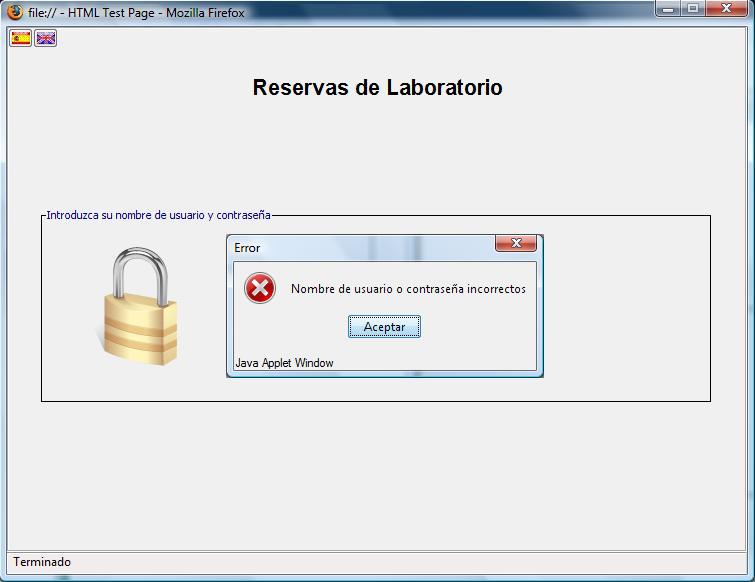 file:// - HTML Test Page - Mozilla Firefox
Reservas de Laboratorio
Introduzca su nombre de usuario y contraseña
Error
Nombre de usuario o contraseña incorrectos
Aceptar
Java Applet Window
Terminado